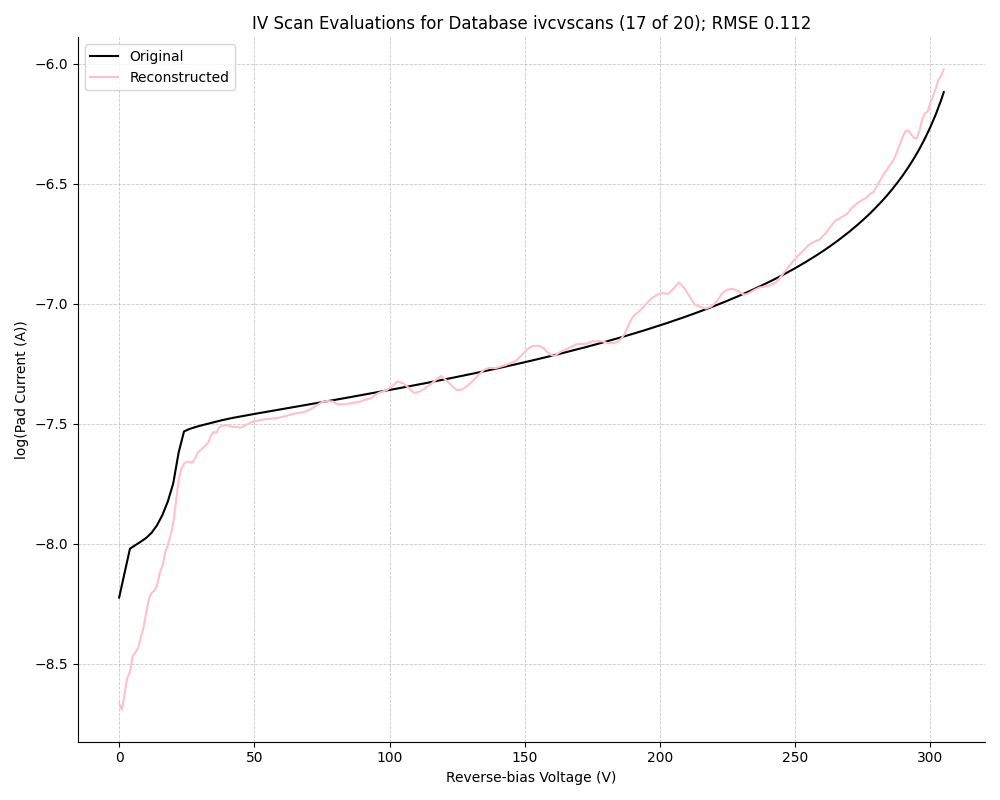 IV Scan Evaluations for Database ivcvscans (17 of 20); RMSE 0.112
Original
Reconstructed
−6.0
−6.5
−7.0
−7.5
−8.0
−8.5
log(Pad Current (A))
0 50 100 150 200 250 300
Reverse-bias Voltage (V)